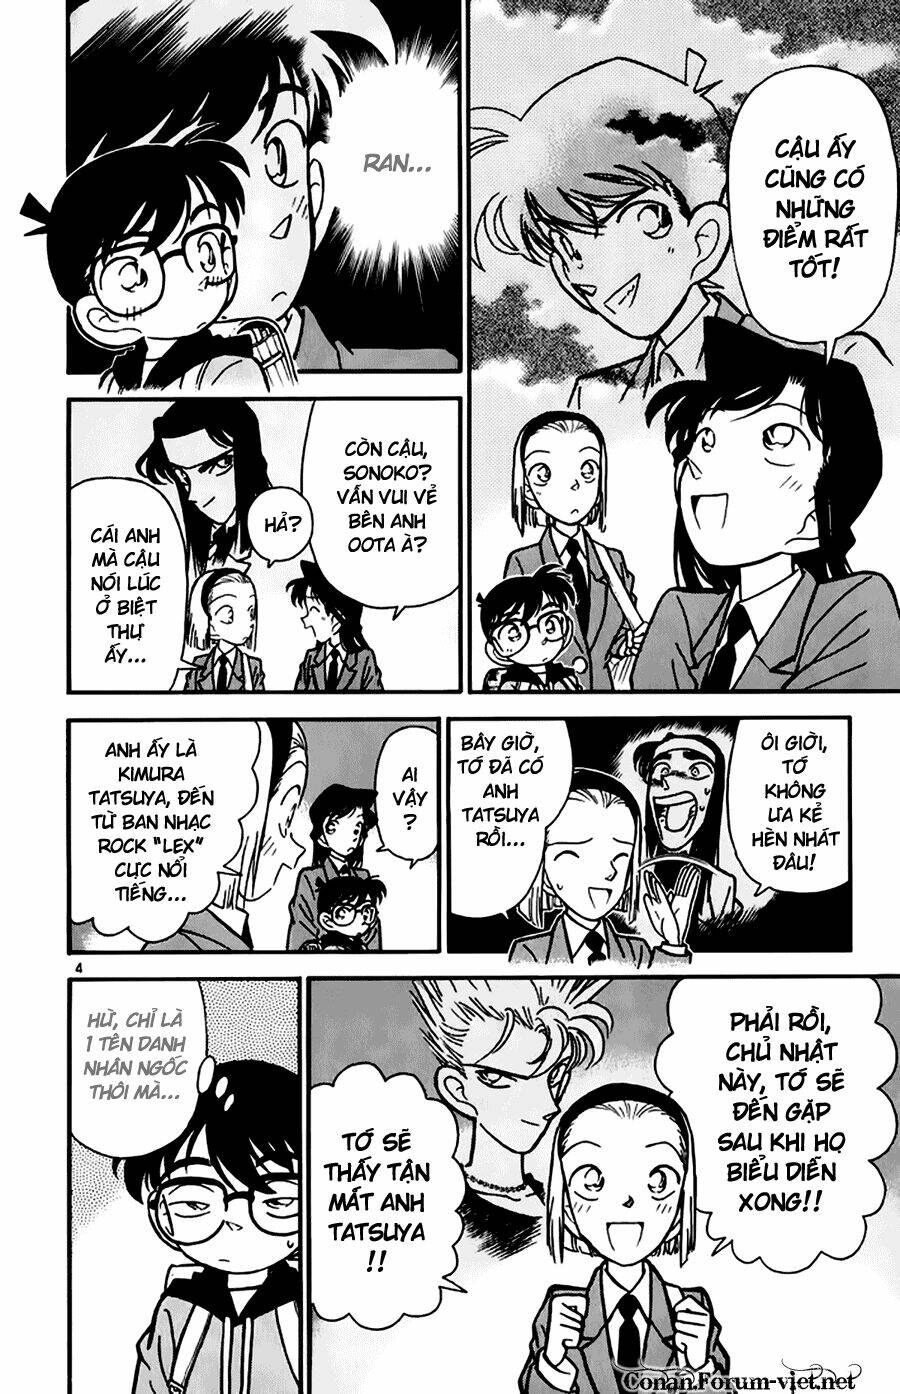 CẬU ẤY
CŨNG CÓ
NHỮNG
ĐIỂM RẤT
TỐT!
RAN...
CÒN CẬU,
SONOKO?
VẪN VUI VẺ
BÊN ANH
OOTA À?
HẢ?
CÁI ANH
MÀ CẬU
NÓI LÚC
Ở BIỆT
THỰ
ẤY...
ÔI GIỜI,
TỚ
KHÔNG
ƯA KẺ
HÈN NHÁT
ĐÂU!
BÂY GIỜ,
TỚ ĐÃ CÓ
ANH
TATSUYA
RỒI...
AI
VẬY
?
ANH ẤY LÀ
KIMURA
TATSUYA, ĐẾN
TỪ BAN NHẠC
ROCK "LEX"
CỰC NỔI
TIẾNG...
4
PHẢI RỒI,
CHỦ NHẬT
NÀY, TỚ SẼ
ĐẾN GẶP
SAU KHI HỌ
BIỂU DIỄN
XONG!!
TỚ SẼ
THẤY TẬN
MẮT ANH
TATSUYA
!!
HỪ, CHỈ LÀ
1 TÊN DANH
NHÂN NGỐC
THÔI MÀ...
Conan.Forum-viet.net